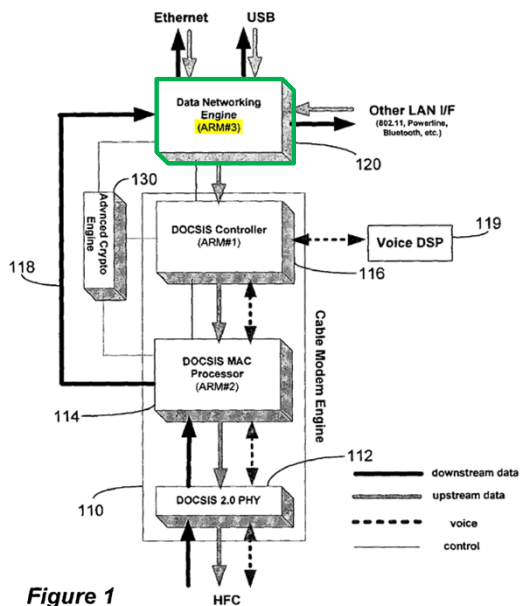 Ethernet USB
Data Networking
Engine
(ARM#3)
Other LAN I/F
(802.11, Powerline,
Bluetooth, etc.)
120
130
Advnced Crypto
Engine
DOCSIS Controller
(ARM#1)
Voice DSP
119
116
118
DOCSIS MAC
Processor
(ARM#2)
114
Cable Modem Engine
112
110
DOCSIS 2.0 PHY
downstream data
upstream data
voice
control
Figure 1
HFC